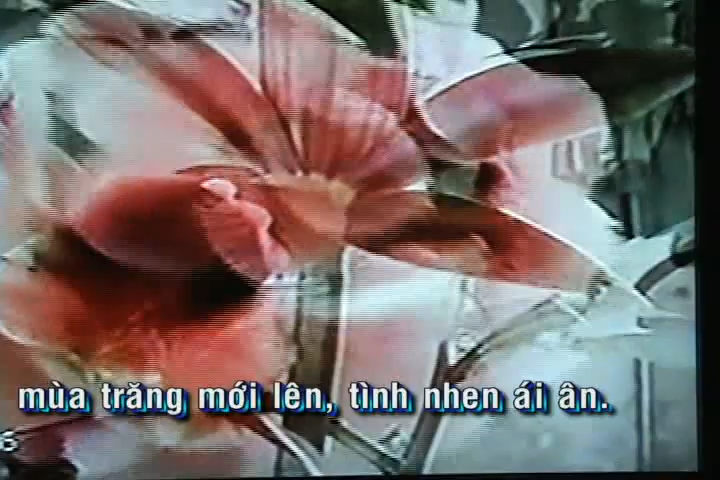 mùa trăng mới lên, tình nhen ái ân.